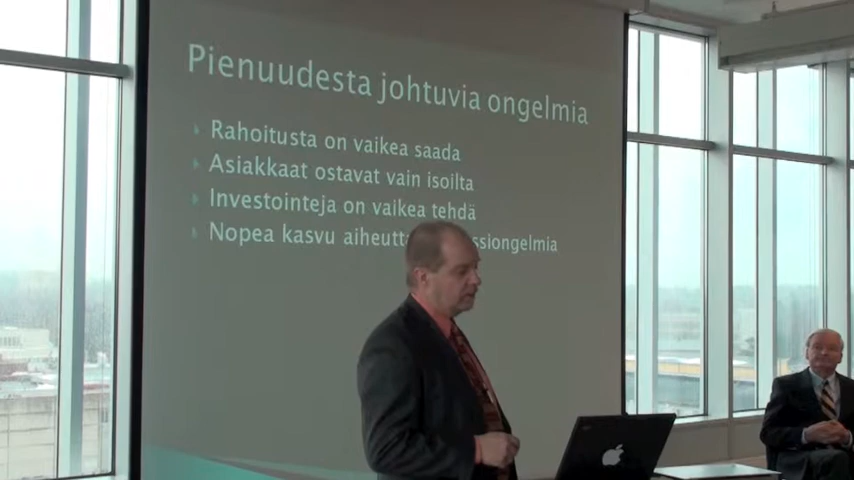 Pienuudesta johtuvia ongelmia
Rahoitusta on vaikea saada
Asiakkaat ostavat vain isoilta
Investointeja on vaikea tehdä
Nopea kasvu